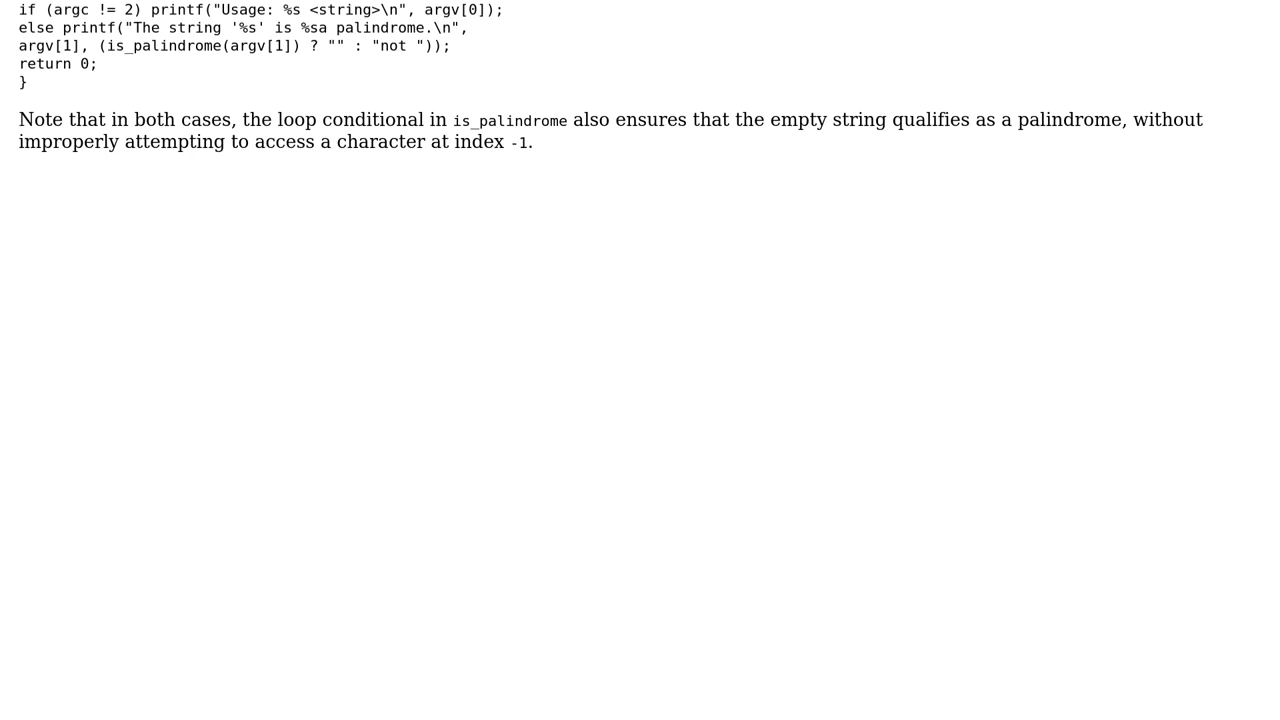 if (argc != 2) printf("Usage: %s <string>\n", argv[0]);
else printf("The string '%s' is %sa palindrome.\n",
argv[1], (is_palindrome(argv[1]) ? "" : "not "));
return 0;
}
Note that in both cases, the loop conditional in is_palindrome also ensures that the empty string qualifies as a palindrome, without
improperly attempting to access a character at index -1.